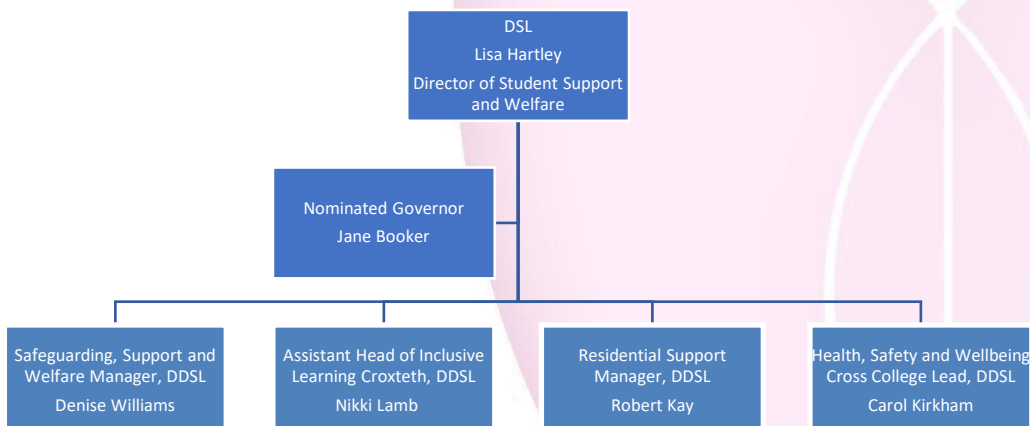 DSL
Lisa Hartley
Director of Student Support
and Welfare
Nominated Governor
Jane Booker
Safeguarding, Support and
Welfare Manager, DDSL
Denise Williams
Assistant Head of Inclusive
Learning Croxteth, DDSL
Nikki Lamb
Residential Support
Manager, DDSL
Robert Kay
Health, Safety and Wellbeing
Cross College Lead, DDSL
Carol Kirkham